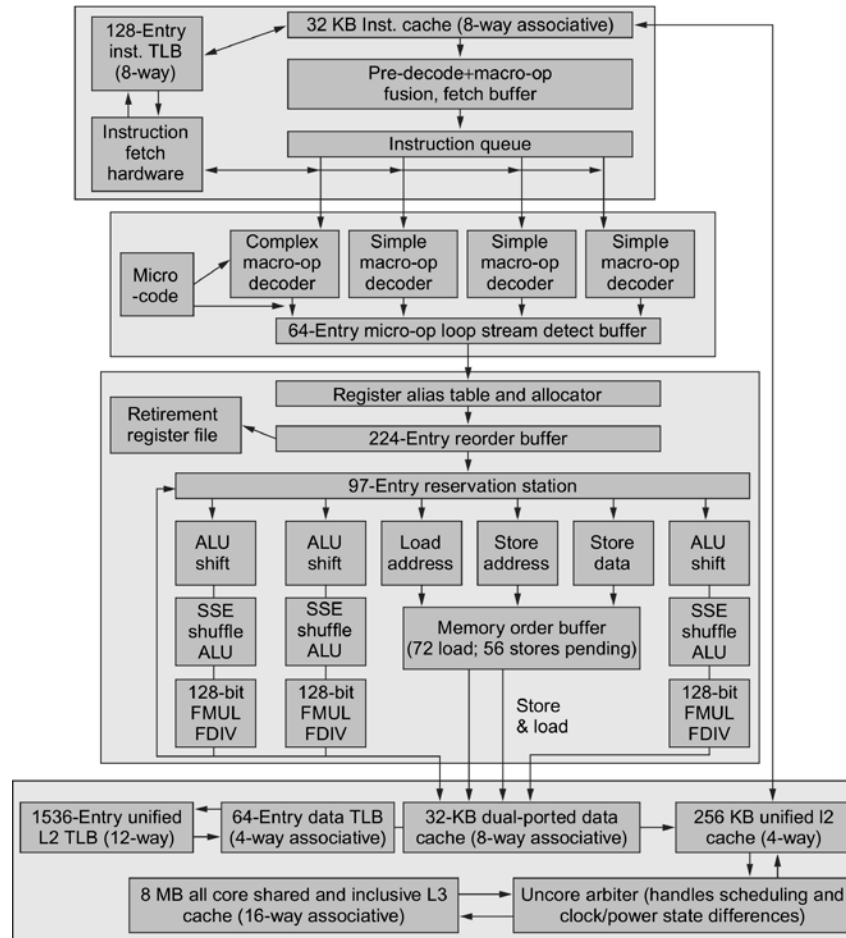 128-Entry
inst. TLB
(8-way)
32 KB Inst. cache (8-way associative)
Pre-decode+macro-op
fusion, fetch buffer
Instruction
fetch
hardware
Instruction queue
Micro
-code
Complex
macro-op
decoder
Simple
macro-op
decoder
Simple
macro-op
decoder
Simple
macro-op
decoder
64-Entry micro-op loop stream detect buffer
Register alias table and allocator
Retirement
register file
224-Entry reorder buffer
97-Entry reservation station
ALU
shift
ALU
shift
Load
address
Store
address
Store
data
ALU
shift
SSE
shuffle
ALU
SSE
shuffle
ALU
Memory order buffer
(72 load; 56 stores pending)
SSE
shuffle
ALU
128-bit
FMUL
FDIV
128-bit
FMUL
FDIV
Store
& load
128-bit
FMUL
FDIV
1536-Entry unified
L2 TLB (12-way)
64-Entry data TLB
(4-way associative)
32-KB dual-ported data
cache (8-way associative)
256 KB unified l2
cache (4-way)
8 MB all core shared and inclusive L3
cache (16-way associative)
Uncore arbiter (handles scheduling and
clock/power state differences)